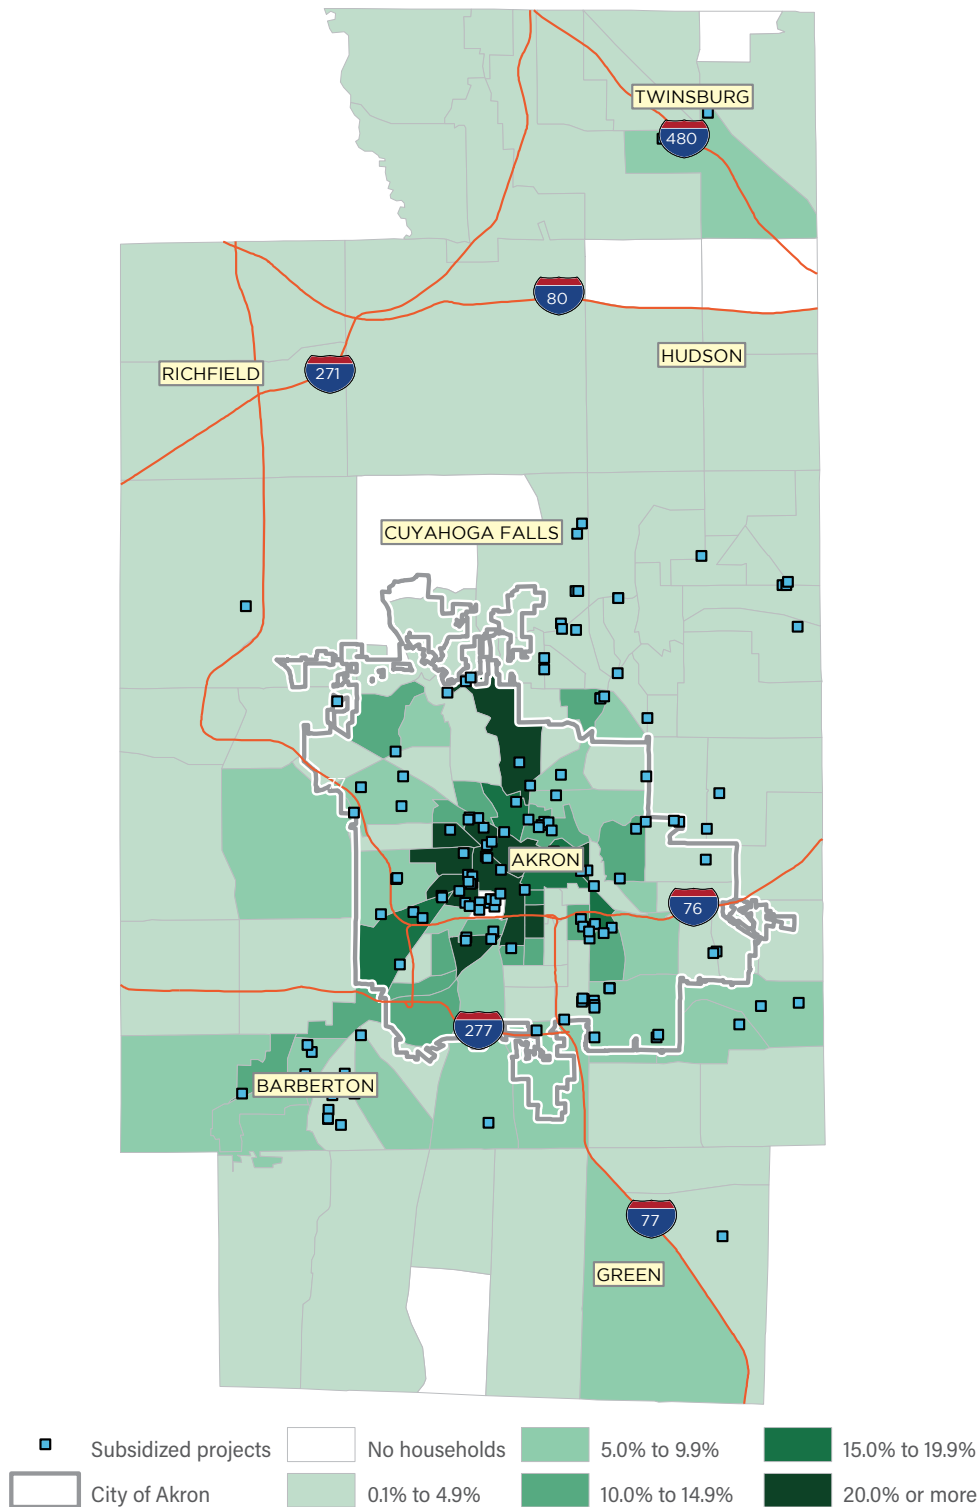 TWINSBURG
480
80
HUDSON
RICHFIELD
271
CUYAHOGA FALLS
AKRON
76
277
BARBERTON
77
GREEN
Subsidized projects
No households
5.0% to 9.9%
15.0% to 19.9%
City of Akron
0.1% to 4.9%
10.0% to 14.9%
20.0% or more